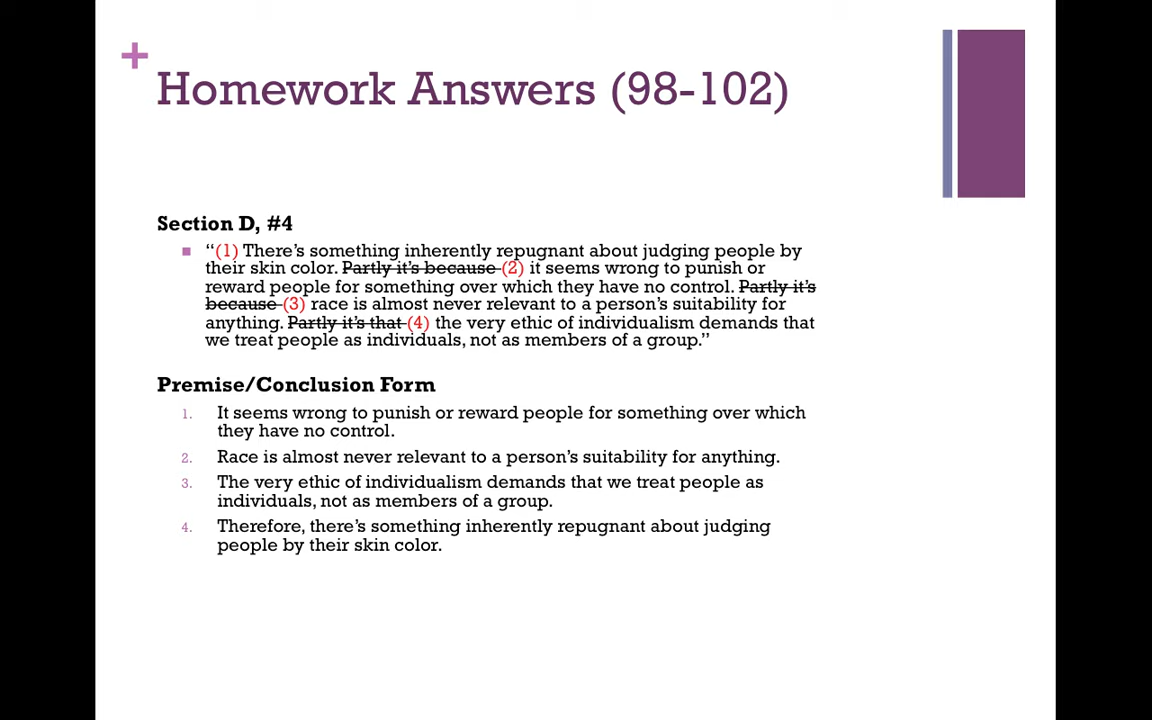 +
Homework Answers (98-102)
Section D, #4
■ “(1) There’s something inherently repugnant about judging people by
their skin color. Partly it’s because (2) it seems wrong to punish or
reward people for something over which they have no control. Partly it’s
because (3) race is almost never relevant to a person’s suitability for
anything. Partly it’s that (4) the very ethic of individualism demands that
we treat people as individuals, not as members of a group.”
Premise/Conclusion Form
1. It seems wrong to punish or reward people for something over which
they have no control.
2. Race is almost never relevant to a person’s suitability for anything.
3. The very ethic of individualism demands that we treat people as
individuals, not as members of a group.
4. Therefore, there’s something inherently repugnant about judging
people by their skin color.